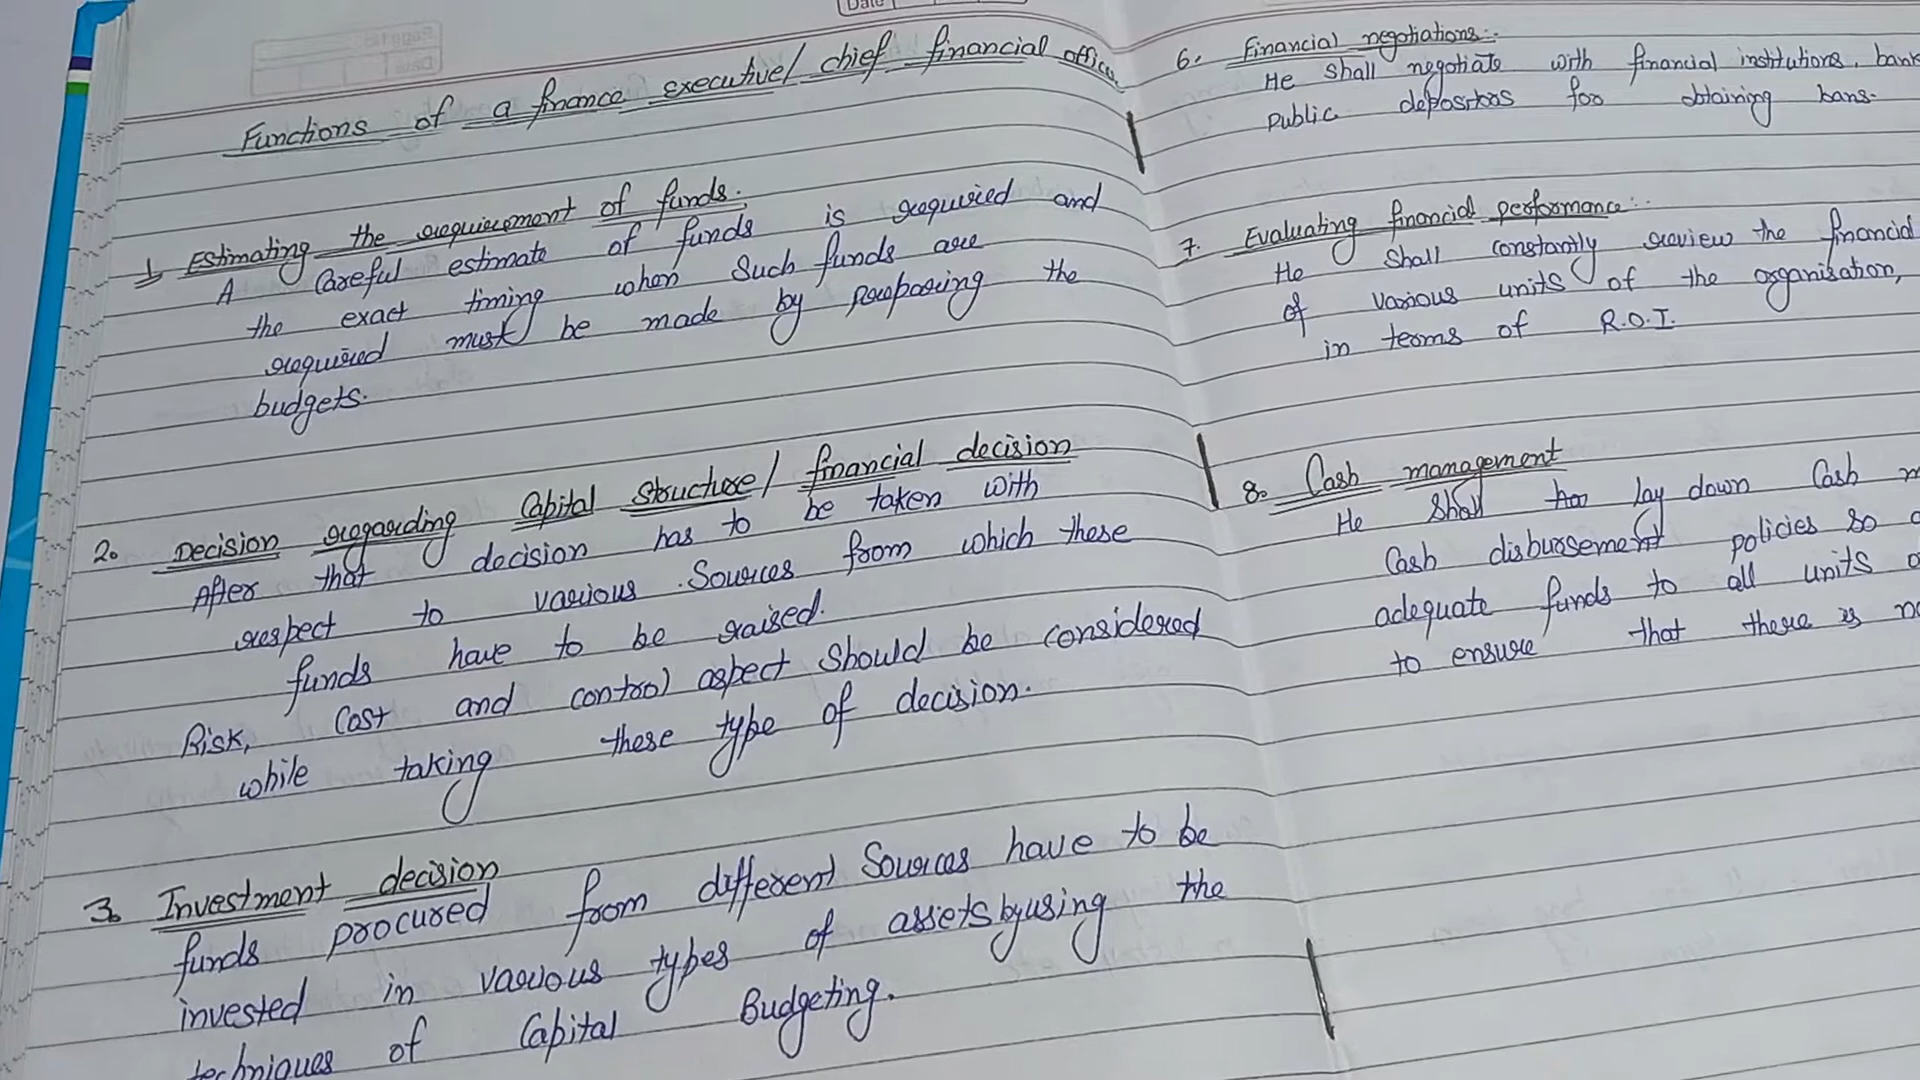 Date
Functions of a finance executive/ chief financial office
1 Estimating the requirement of funds:
A Careful estimate of funds is required and
the exact timing when Such funds are
required must be made by preparing the
budgets.
2. Decision regarding Capital Structure/ financial decision
After that decision has to be taken with
respect to various Sources from which these
funds have to be raised.
Risk, Cost and control aspect should be considered
while taking these type of decision.
3. Investment decision
funds procured from different Sources have to be
invested in various types of assets by using the
techniques of Capital Budgeting.
6. Financial negotiations:-
He shall negotiate with financial institutions, bank
Public depositors for obtaining loans.
7. Evaluating financial performance:-
He Shall constantly review the financial
of various units of the organisation,
in terms of R.O.I.
8. Cash management
He Shall lay down Cash m
Cash disbursement policies so a
adequate funds to all units o
to ensure that there is no